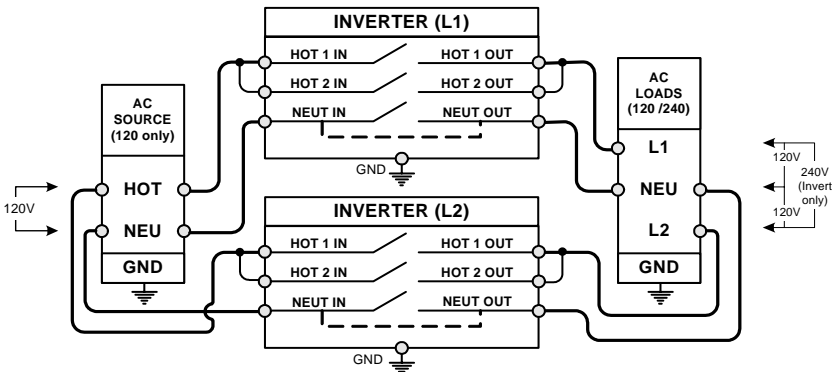 INVERTER (L1)
HOT 1 IN
HOT 1 OUT
HOT 2 IN
HOT 2 OUT
NEUT IN
NEUT OUT
GND
AC
SOURCE
(120 only)
HOT
NEU
GND
120V
AC
LOADS
(120 /240)
L1
NEU
L2
GND
120V
240V
(Invert
only)
120V
INVERTER (L2)
HOT 1 IN
HOT 1 OUT
HOT 2 IN
HOT 2 OUT
NEUT IN
NEUT OUT
GND